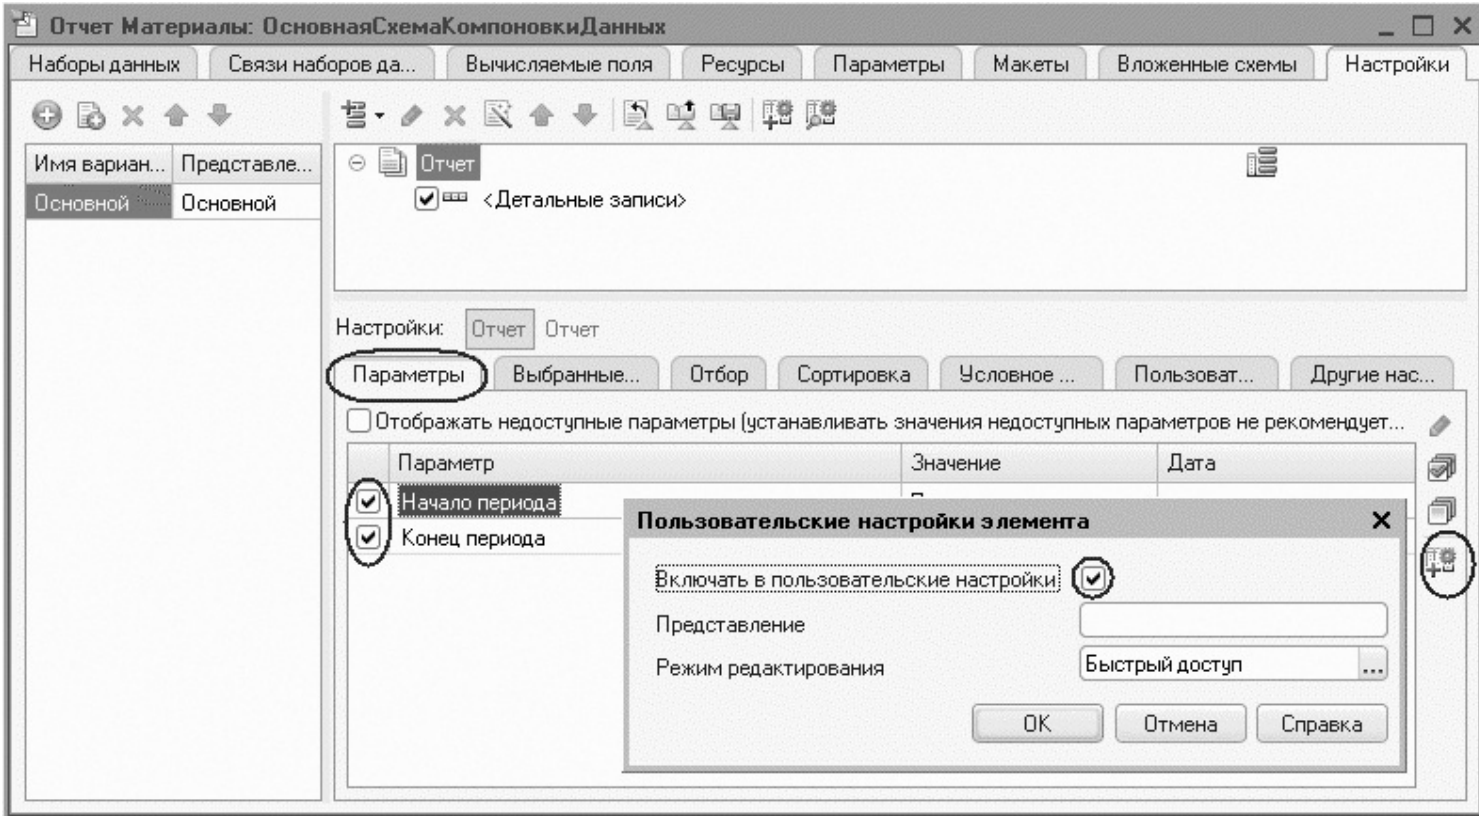 Отчет Материалы: ОсновнаяСхемаКомпоновкиДанных
Наборы данных
Связи наборов да...
Вычисляемые поля
Ресурсы
Параметры
Макеты
Вложенные схемы
Настройки
Имя вариан...
Представле...
Основной
Основной
Отчет
<Детальные записи>
Настройки:
Отчет
Отчет
Параметры
Выбранные...
Отбор
Сортировка
Условное ...
Пользоват...
Другие нас...
Отображать недоступные параметры (устанавливать значения недоступных параметров не рекомендует...
Параметр
Значение
Дата
Начало периода
Конец периода
Пользовательские настройки элемента
Включать в пользовательские настройки
Представление
Режим редактирования
Быстрый доступ
...
OK
Отмена
Справка